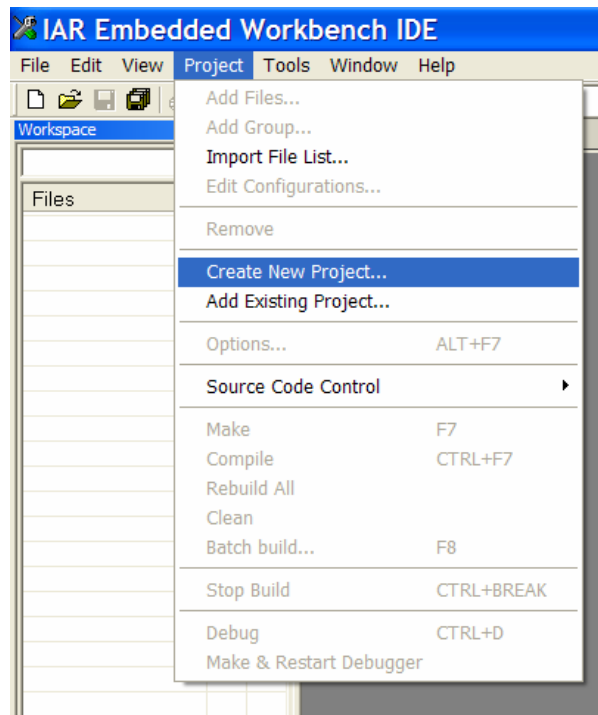 IAR Embedded Workbench IDE
File Edit View Project Tools Window Help
Workspace
Files
Add Files...
Add Group...
Import File List...
Edit Configurations...
Remove
Create New Project...
Add Existing Project...
Options... ALT+F7
Source Code Control
Make F7
Compile CTRL+F7
Rebuild All
Clean
Batch build... F8
Stop Build CTRL+BREAK
Debug CTRL+D
Make & Restart Debugger